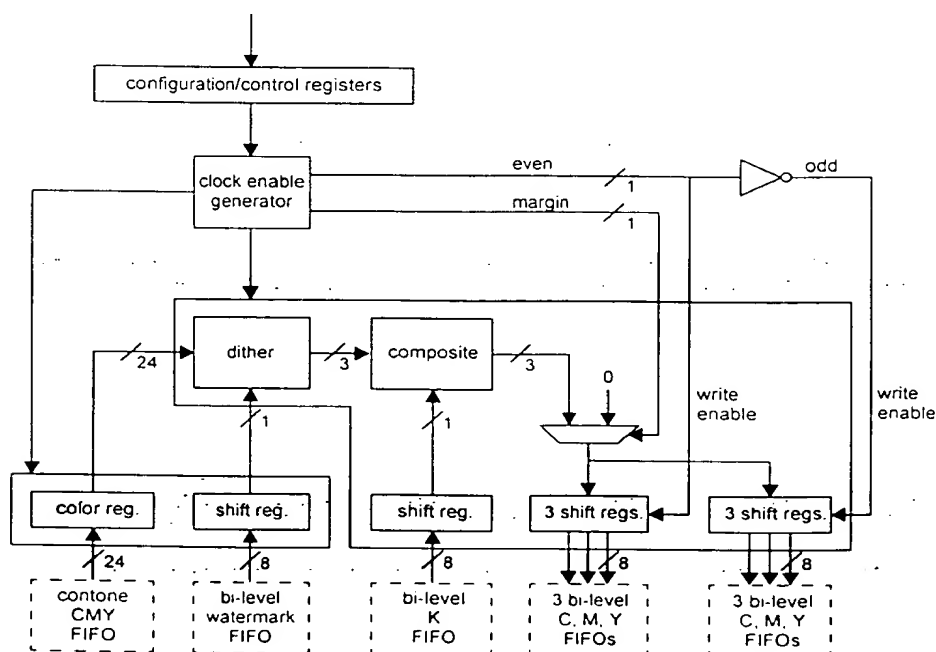 configuration/control registers
clock enable
generator
even
1
odd
margin
1
dither
composite
24
3
3
0
1
1
write
enable
write
enable
color reg.
shift reg.
shift reg.
3 shift regs.
3 shift regs.
24
8
8
8
8
contone
CMY
FIFO
bi-level
watermark
FIFO
bi-level
K
FIFO
3 bi-level
C, M, Y
FIFOs
3 bi-level
C, M, Y
FIFOs